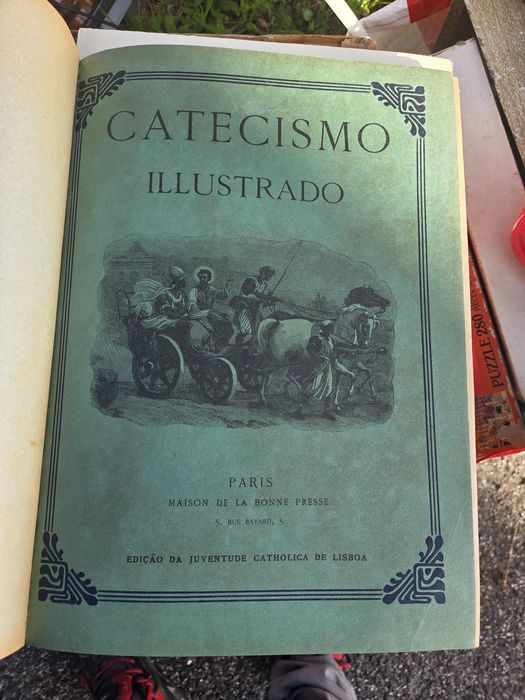 CATECISMO
ILLUSTRADO
PARIS
MAISON DE LA BONNE PRESSE
5, RUE BAYARD, 5
EDIÇÃO DA JUVENTUDE CATHOLICA DE LISBOA
PUZZLE 280